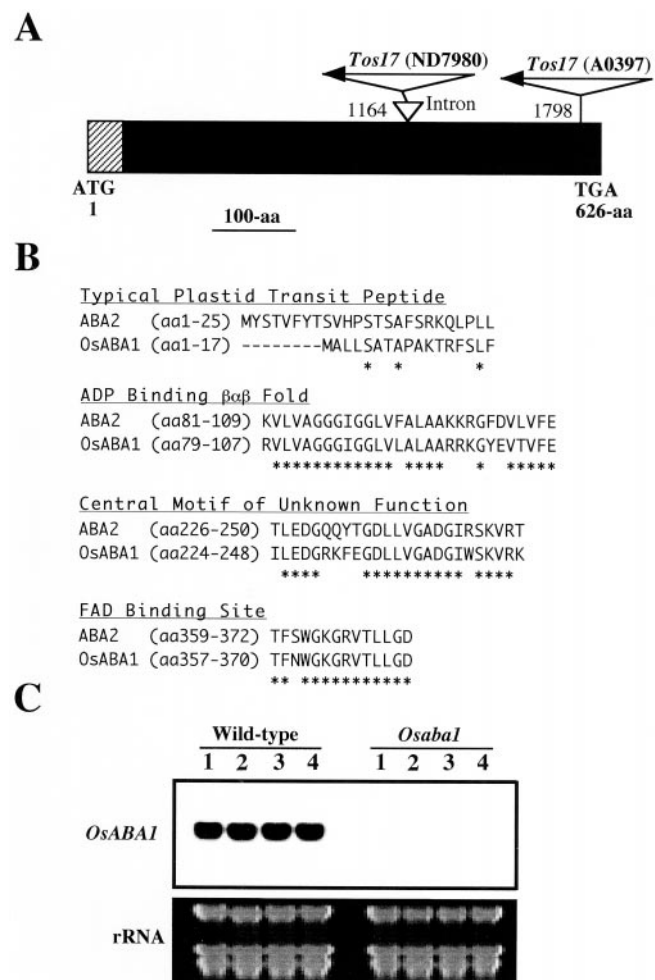 A
Tos17 (ND7980) Tos17 (A0397)
1164 Intron 1798
ATG TGA
1 626-aa
100-aa
B
Typical Plastid Transit Peptide
ABA2 (aa1-25) MYSTVFYTSVHPSTSAFSRKQLPLL
OsABA1 (aa1-17) --------MALLSATAPAKTRFSLF
* * *
ADP Binding βαβ Fold
ABA2 (aa81-109) KVLVAGGGIGGLVFALAAKKRGFDVLVFE
OsABA1 (aa79-107) RVLVAGGGIGGLVLALAARRKGYEVTVFE
************ **** * *****
Central Motif of Unknown Function
ABA2 (aa226-250) TLEDGQQYTGDLLVGADGIRSKVRT
OsABA1 (aa224-248) ILEDGRKFEGDLLVGADGIWSKVRK
**** ********** ****
FAD Binding Site
ABA2 (aa359-372) TFSWGKGRVTLLGD
OsABA1 (aa357-370) TFNWGKGRVTLLGD
** ***********
C
Wild-type Osaba1
1 2 3 4 1 2 3 4
OsABA1
rRNA